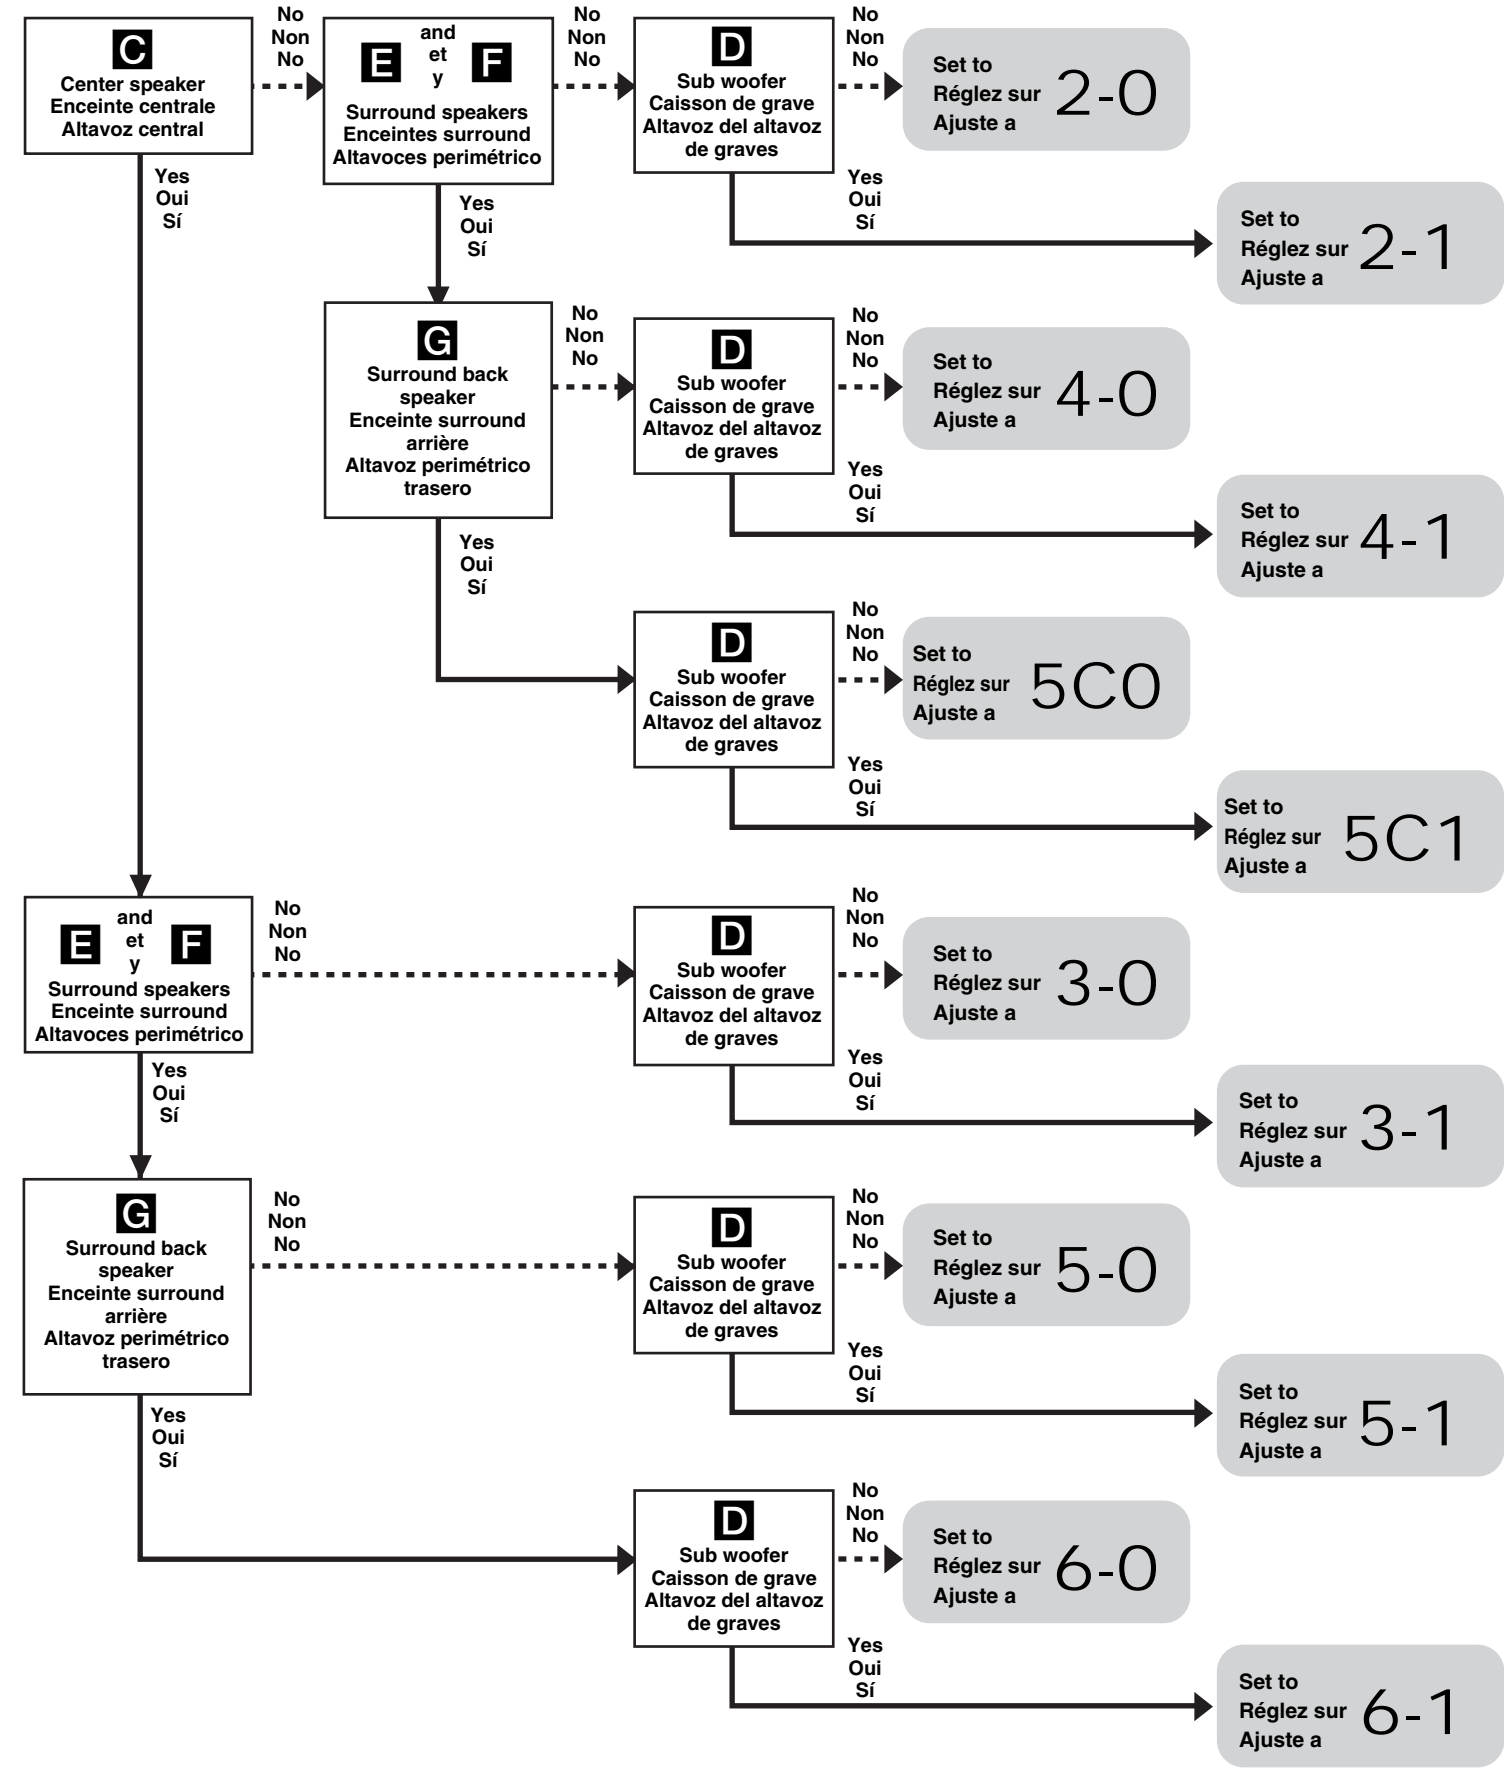 C
Center speaker
Enceinte centrale
Altavoz central
No
Non
No
Yes
Oui
Sí
E and F
et
y
Surround speakers
Enceintes surround
Altavoces perimétrico
No
Non
No
Yes
Oui
Sí
D
Sub woofer
Caisson de grave
Altavoz del altavoz
de graves
No
Non
No
Set to
Réglez sur
Ajuste a
2-0
Yes
Oui
Sí
Set to
Réglez sur
Ajuste a
2-1
G
Surround back
speaker
Enceinte surround
arrière
Altavoz perimétrico
trasero
No
Non
No
Yes
Oui
Sí
D
Sub woofer
Caisson de grave
Altavoz del altavoz
de graves
No
Non
No
Set to
Réglez sur
Ajuste a
4-0
Yes
Oui
Sí
Set to
Réglez sur
Ajuste a
4-1
D
Sub woofer
Caisson de grave
Altavoz del altavoz
de graves
No
Non
No
Set to
Réglez sur
Ajuste a
5C0
Yes
Oui
Sí
Set to
Réglez sur
Ajuste a
5C1
E and F
et
y
Surround speakers
Enceinte surround
Altavoces perimétrico
No
Non
No
Yes
Oui
Sí
D
Sub woofer
Caisson de grave
Altavoz del altavoz
de graves
No
Non
No
Set to
Réglez sur
Ajuste a
3-0
Yes
Oui
Sí
Set to
Réglez sur
Ajuste a
3-1
G
Surround back
speaker
Enceinte surround
arrière
Altavoz perimétrico
trasero
No
Non
No
Yes
Oui
Sí
D
Sub woofer
Caisson de grave
Altavoz del altavoz
de graves
No
Non
No
Set to
Réglez sur
Ajuste a
5-0
Yes
Oui
Sí
Set to
Réglez sur
Ajuste a
5-1
D
Sub woofer
Caisson de grave
Altavoz del altavoz
de graves
No
Non
No
Set to
Réglez sur
Ajuste a
6-0
Yes
Oui
Sí
Set to
Réglez sur
Ajuste a
6-1